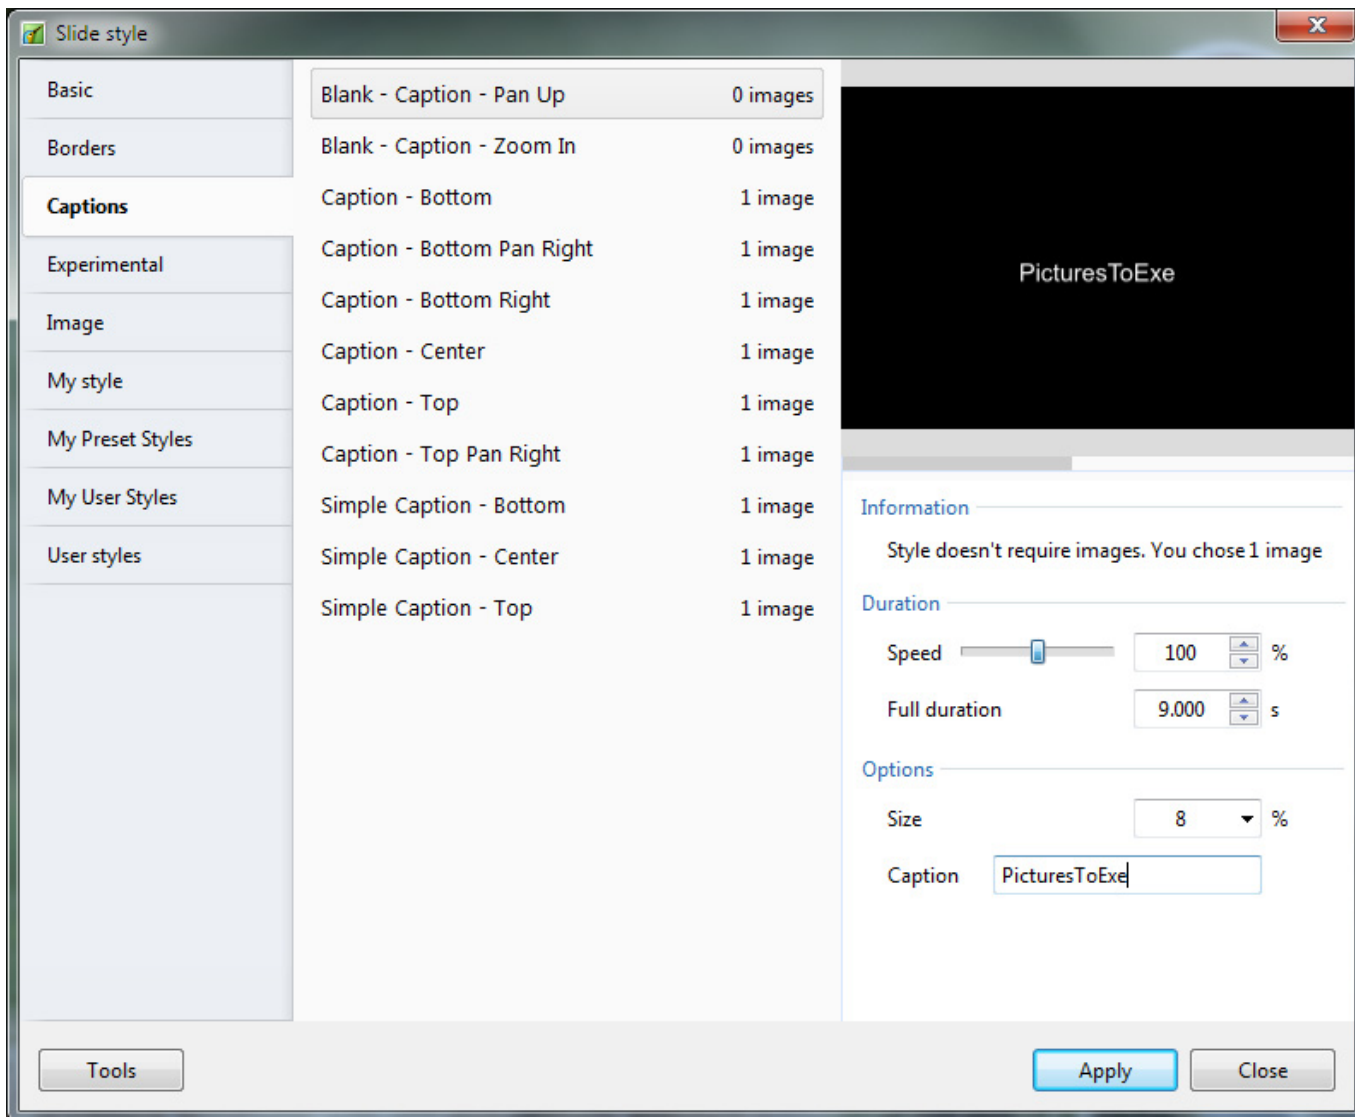 Slide style
Basic
Borders
Captions
Experimental
Image
My style
My Preset Styles
My User Styles
User styles
Blank - Caption - Pan Up 0 images
Blank - Caption - Zoom In 0 images
Caption - Bottom 1 image
Caption - Bottom Pan Right 1 image
Caption - Bottom Right 1 image
Caption - Center 1 image
Caption - Top 1 image
Caption - Top Pan Right 1 image
Simple Caption - Bottom 1 image
Simple Caption - Center 1 image
Simple Caption - Top 1 image
PicturesToExe
Information
Style doesn't require images. You chose 1 image
Duration
Speed 100 %
Full duration 9.000 s
Options
Size 8 %
Caption PicturesToExe
Tools
Apply Close